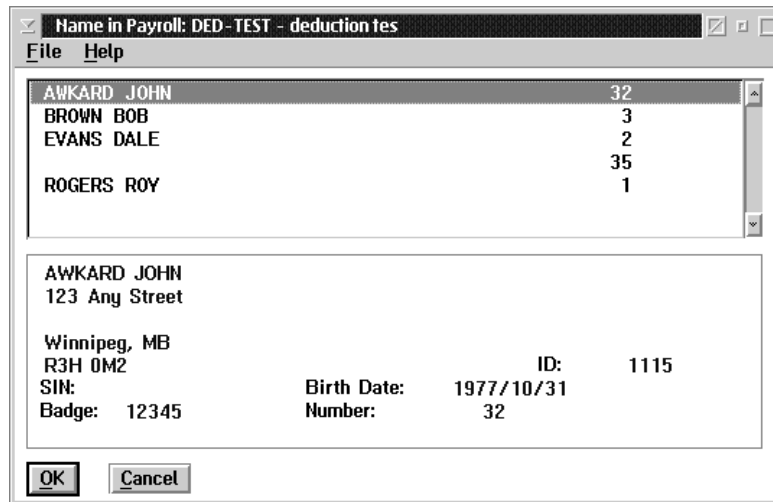 Name in Payroll: DED-TEST - deduction tes
File Help
AWKARD JOHN 32
BROWN BOB 3
EVANS DALE 2
35
ROGERS ROY 1
AWKARD JOHN
123 Any Street
Winnipeg, MB
R3H 0M2 ID: 1115
SIN: Birth Date: 1977/10/31
Badge: 12345 Number: 32
OK Cancel